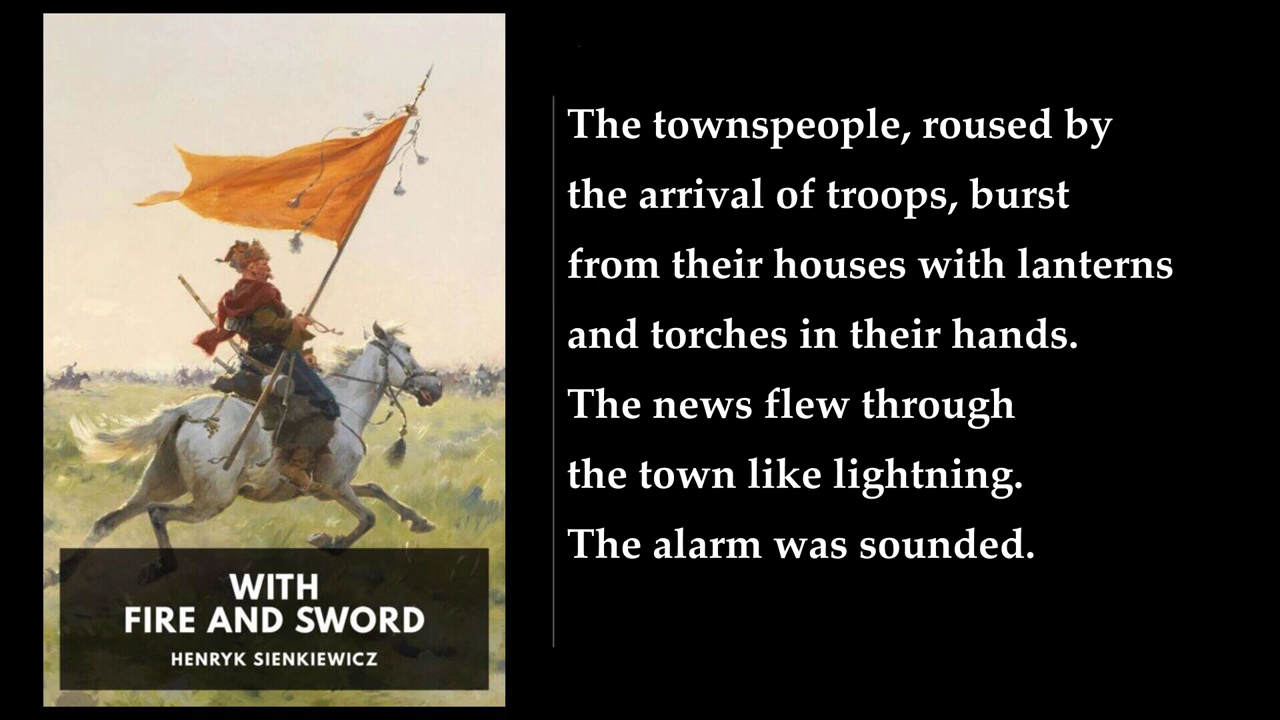 WITH
FIRE AND SWORD
HENRYK SIENKIEWICZ
The townspeople, roused by
the arrival of troops, burst
from their houses with lanterns
and torches in their hands.
The news flew through
the town like lightning.
The alarm was sounded.